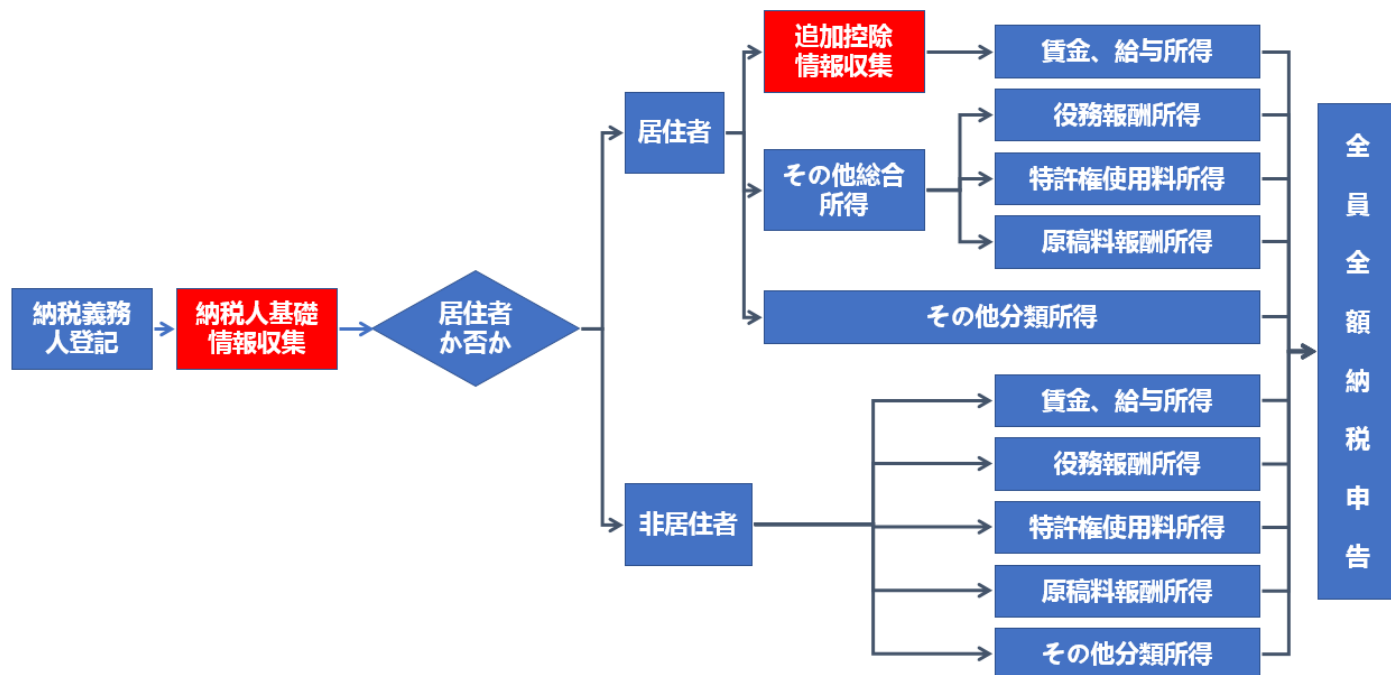 納税義務
人登記
納税人基礎
情報収集
居住者
か否か
居住者
追加控除
情報収集
賃金、給与所得
その他総合
所得
役務報酬所得
特許権使用料所得
原稿料報酬所得
その他分類所得
非居住者
賃金、給与所得
役務報酬所得
特許権使用料所得
原稿料報酬所得
その他分類所得
全員全額納税申告